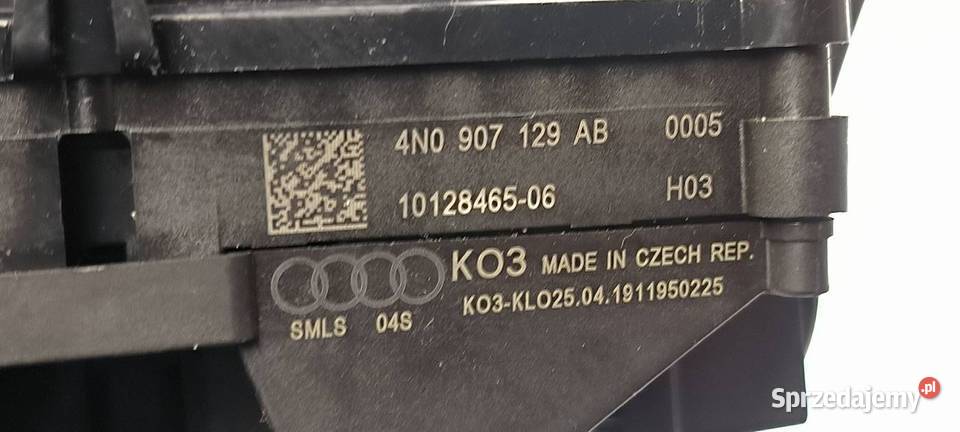 4N0 907 129 AB 0005
10128465-06 H03
KO3 MADE IN CZECH REP.
KO3-KLO25.04.1911950225
SMLS 04S
Sprzedajemy.pl